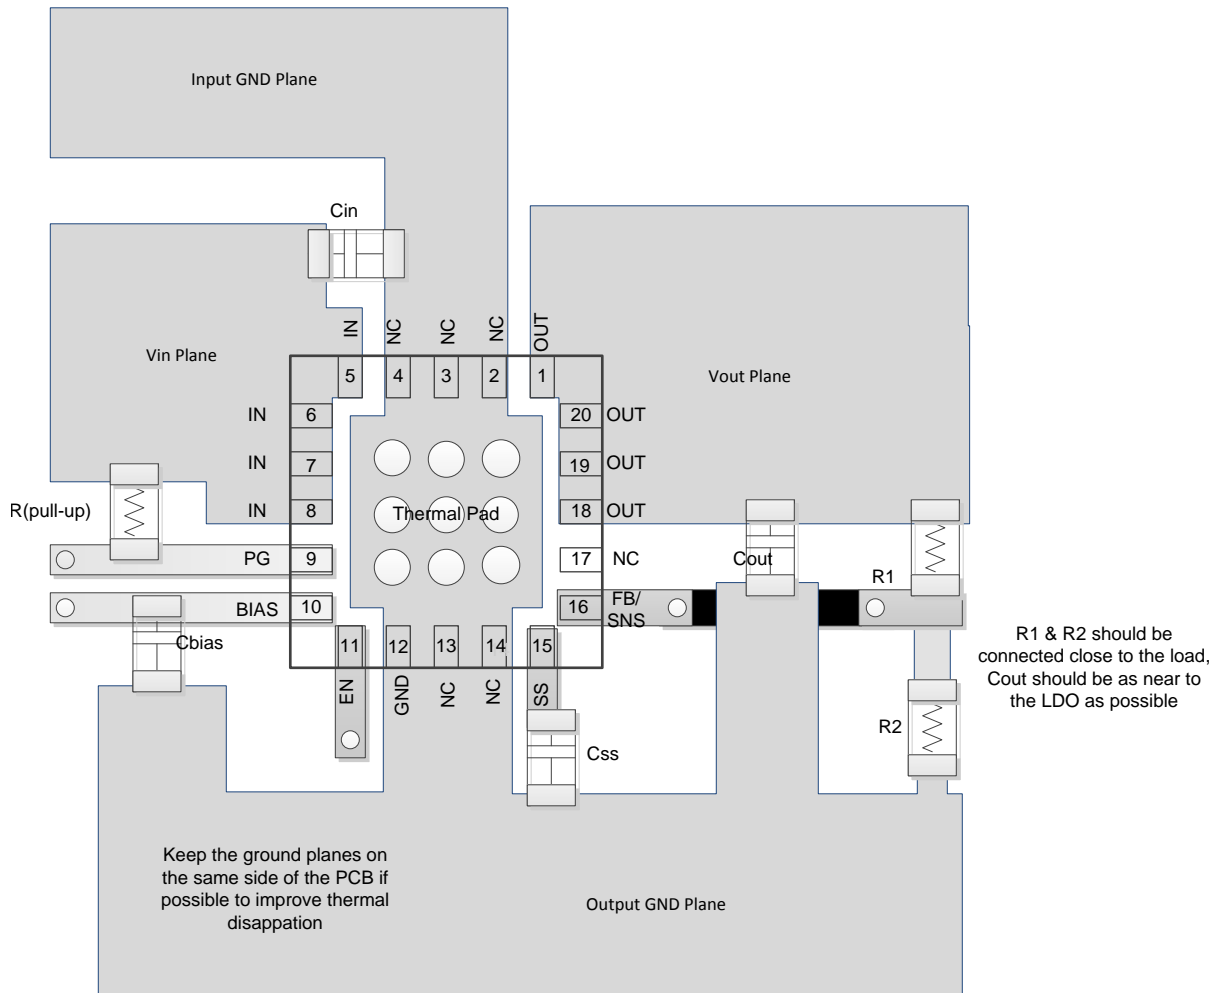 Input GND Plane
Cin
IN
NC
NC
NC
OUT
Vin Plane
Vout Plane
5
4
3
2
1
IN
6
20
OUT
IN
7
19
OUT
R(pull-up)
IN
8
Thermal Pad
18
OUT
PG
9
17
NC
Cout
R1
BIAS
10
16
FB/
SNS
Cbias
11
12
13
14
15
EN
GND
NC
NC
SS
R1 & R2 should be
connected close to the load,
Cout should be as near to
the LDO as possible
R2
Css
Keep the ground planes on
the same side of the PCB if
possible to improve thermal
disappation
Output GND Plane